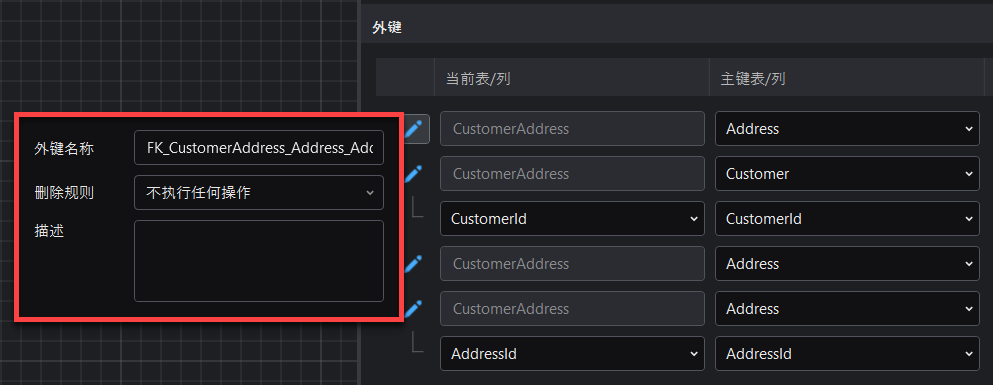 外键
当前表/列 主键表/列
CustomerAddress Address
外键名称 FK_CustomerAddress_Address_Add
CustomerAddress Customer
删除规则 不执行任何操作
CustomerId CustomerId
描述
CustomerAddress Address
CustomerAddress Address
AddressId AddressId